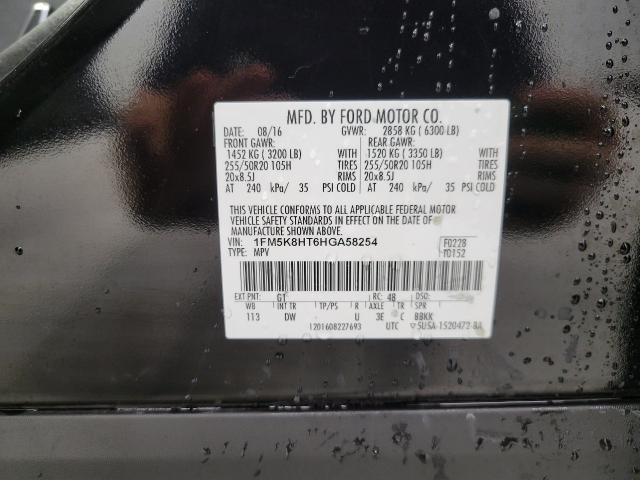 MFD. BY FORD MOTOR CO.
DATE: 08/16 GVWR: 2858 KG ( 6300 LB)
FRONT GAWR: REAR GAWR:
1452 KG ( 3200 LB) WITH 1520 KG ( 3350 LB) WITH
255/50R20 105H TIRES 255/50R20 105H TIRES
20x8.5J RIMS 20x8.5J RIMS
AT 240 kPa/ 35 PSI COLD AT 240 kPa/ 35 PSI COLD
THIS VEHICLE CONFORMS TO ALL APPLICABLE FEDERAL MOTOR
VEHICLE SAFETY STANDARDS IN EFFECT ON THE DATE OF
MANUFACTURE SHOWN ABOVE.
VIN: 1FM5K8HT6HGA58254 F0228
TYPE: MPV T0152
EXT PNT: G1 RC: 48 DSO:
WB INT TR TP/PS R AXLE TR SPR
113 DW U 3E C BBKK
1201608227693 UTC ▽5USA-1520472-BA